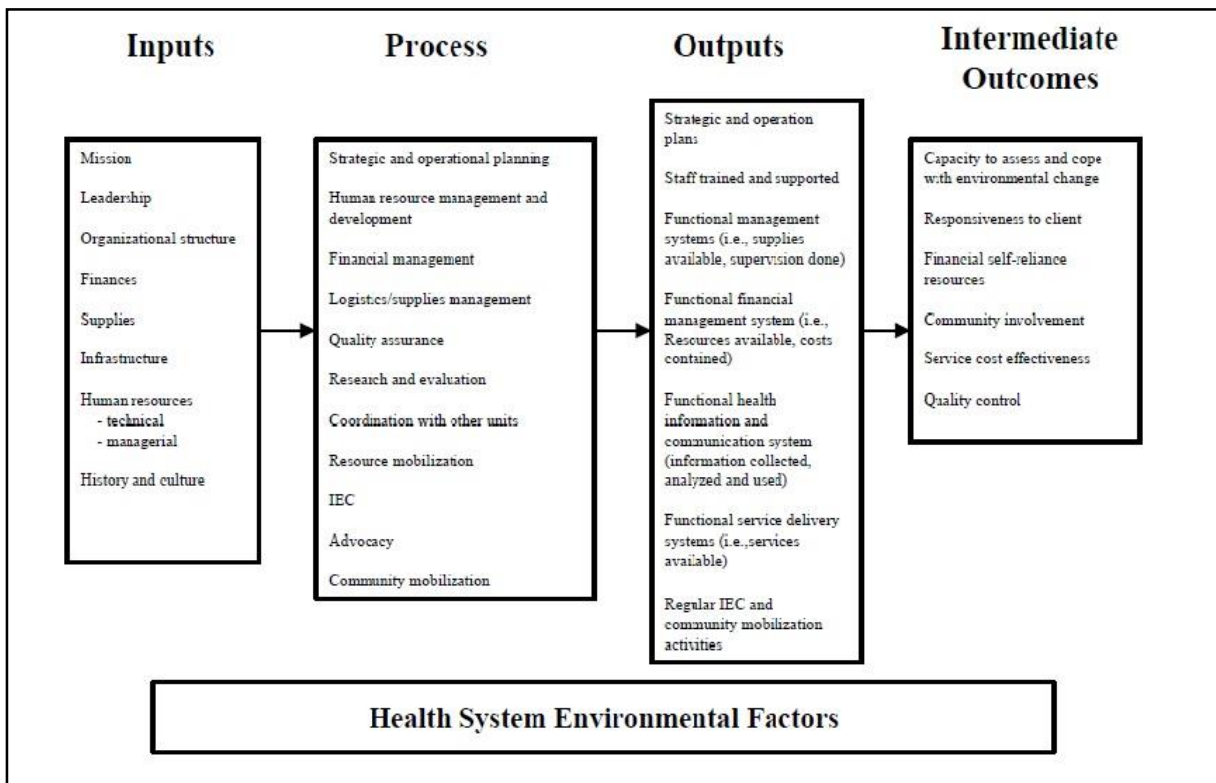 Inputs
Process
Outputs
Intermediate
Outcomes
Mission
Leadership
Organizational structure
Finances
Supplies
Infrastructure
Human resources
- technical
- managerial
History and culture
Strategic and operational planning
Human resource management and
development
Financial management
Logistics/supplies management
Quality assurance
Research and evaluation
Coordination with other units
Resource mobilization
IEC
Advocacy
Community mobilization
Strategic and operation
plans
Staff trained and supported
Functional management
systems (i.e., supplies
available, supervision done)
Functional financial
management system (i.e.,
Resources available, costs
contained)
Functional health
information and
communication system
(information collected,
analyzed and used)
Functional service delivery
systems (i.e.,services
available)
Regular IEC and
community mobilization
activities
Capacity to assess and cope
with environmental change
Responsiveness to client
Financial self-reliance
resources
Community involvement
Service cost effectiveness
Quality control
Health System Environmental Factors